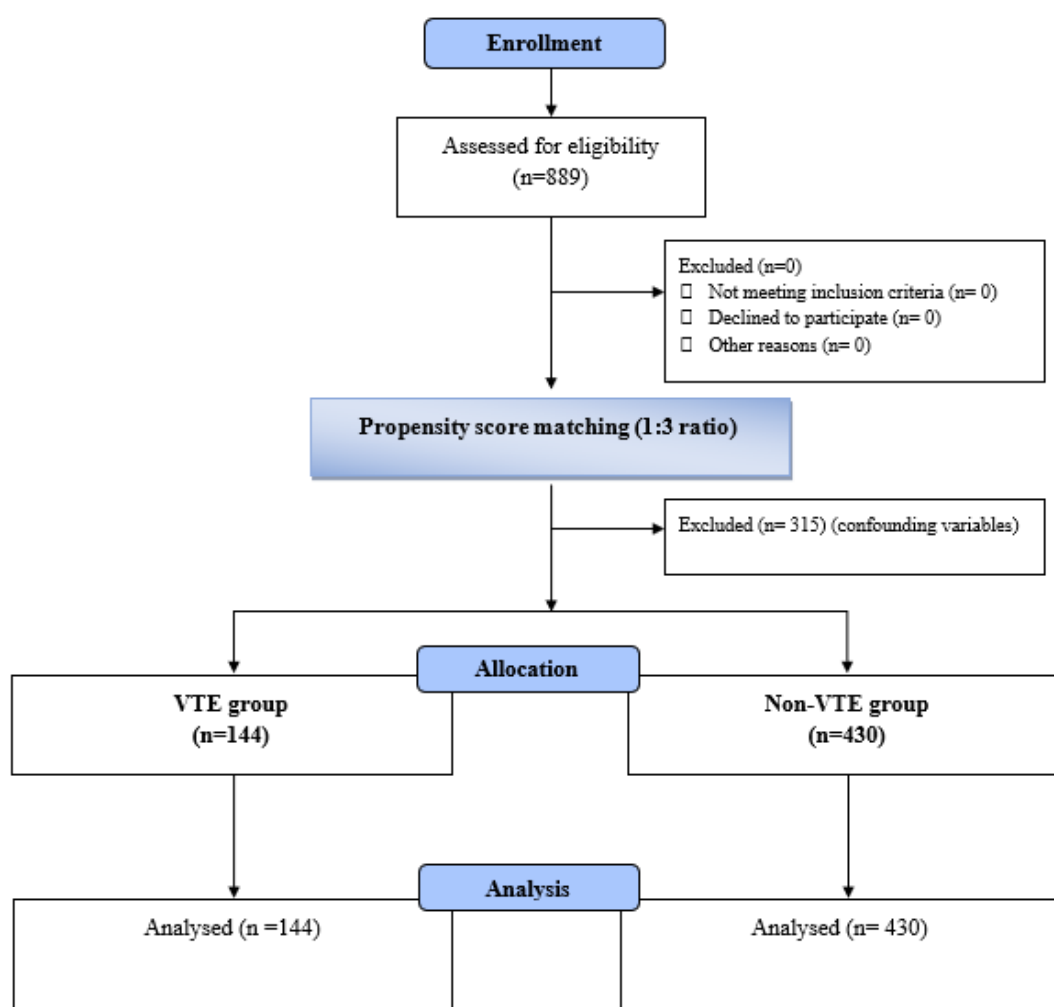 Enrollment
Assessed for eligibility
(n=889)
Excluded (n=0)
Not meeting inclusion criteria (n= 0)
Declined to participate (n= 0)
Other reasons (n= 0)
Propensity score matching (1:3 ratio)
Excluded (n= 315) (confounding variables)
Allocation
VTE group
(n=144)
Non-VTE group
(n=430)
Analysis
Analysed (n =144)
Analysed (n= 430)